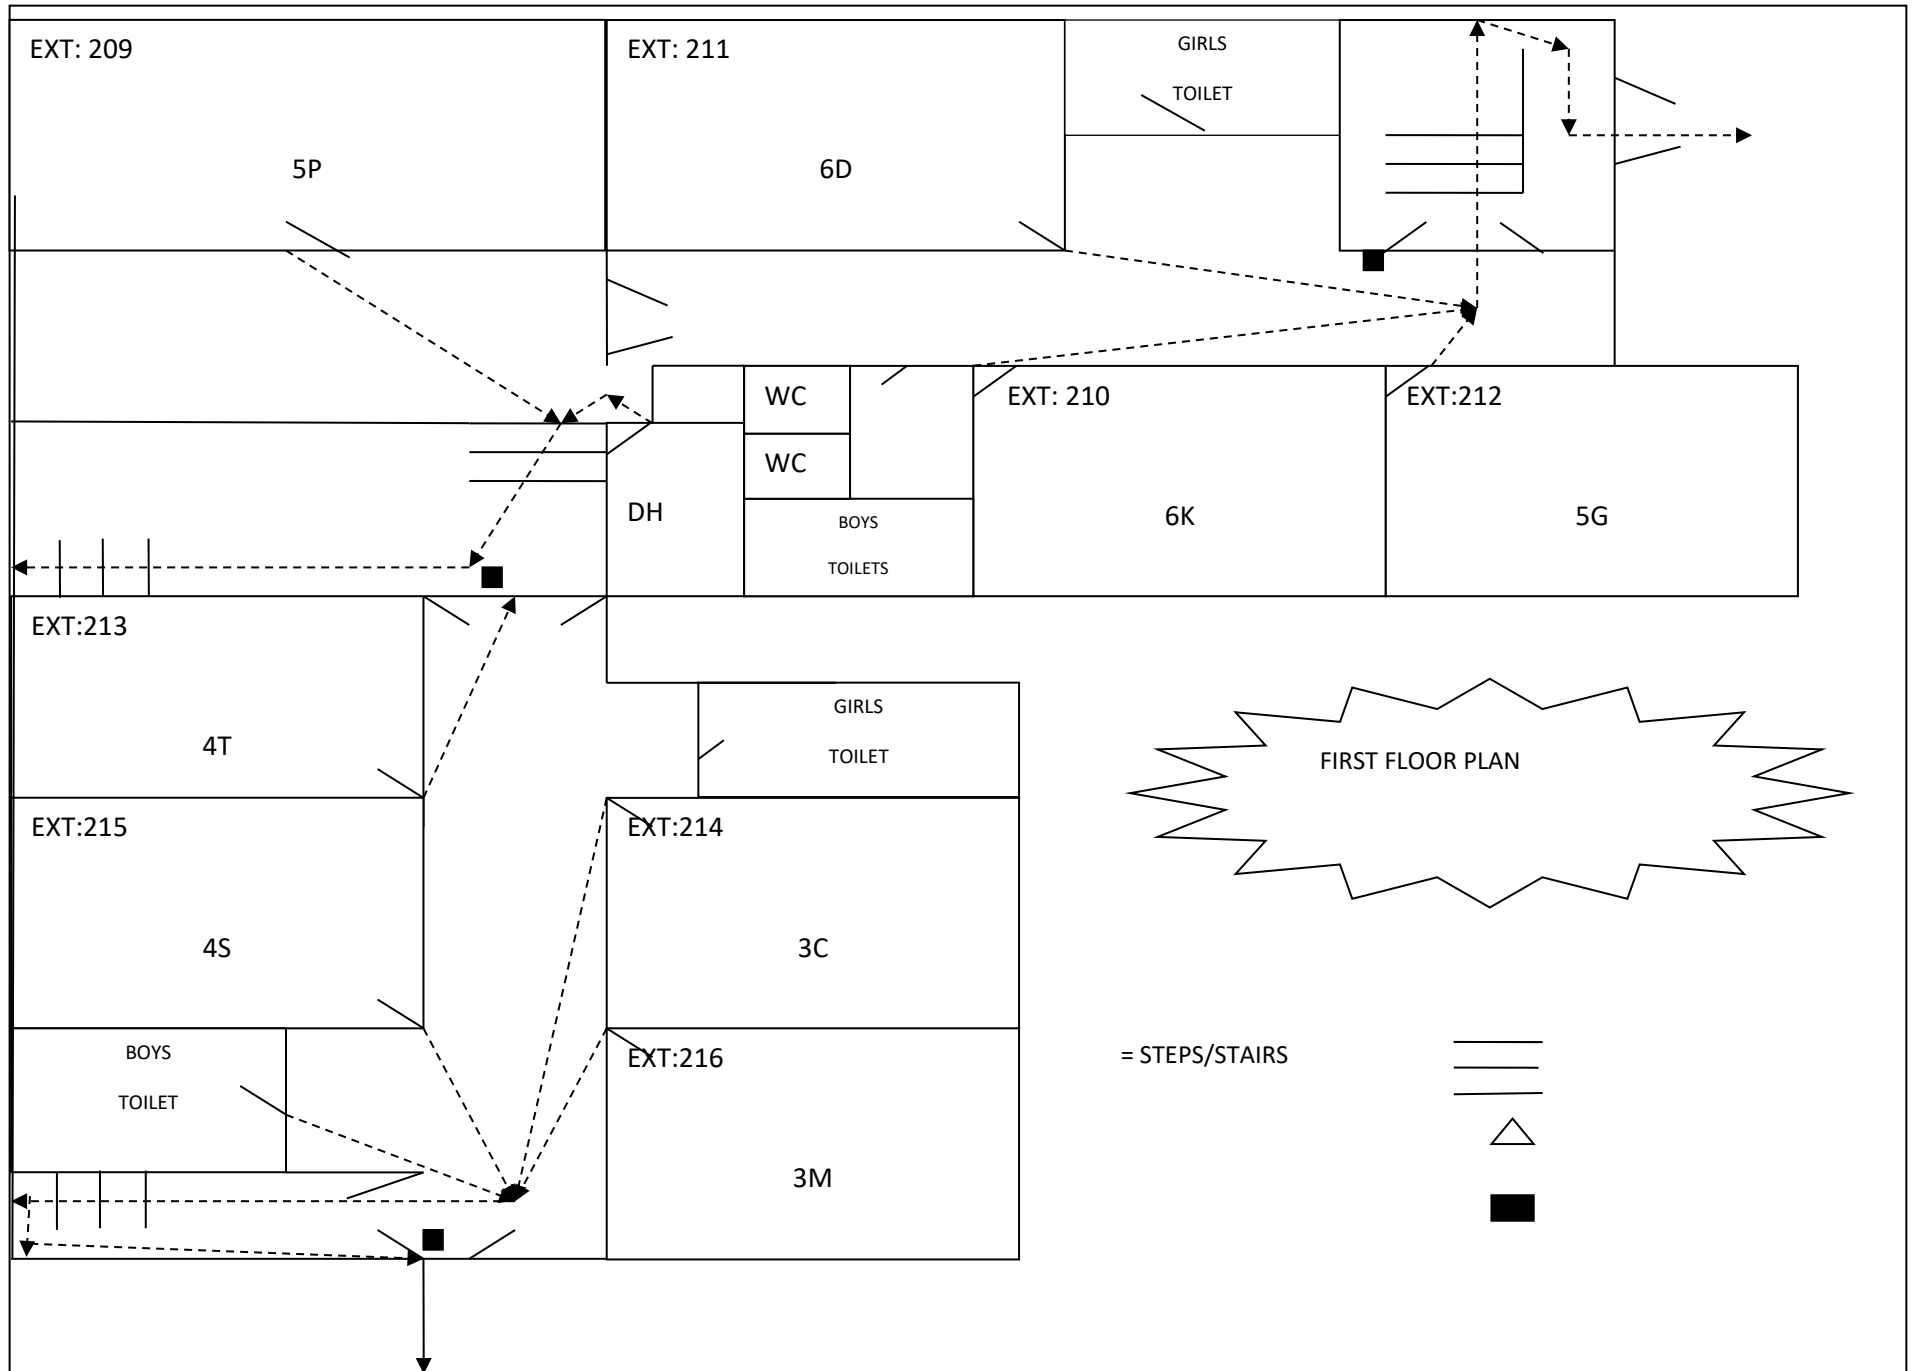 EXT: 209
EXT: 211
GIRLS
TOILET
5P
6D
WC
EXT: 210
EXT:212
WC
DH
BOYS
TOILETS
6K
5G
EXT:213
GIRLS
TOILET
4T
FIRST FLOOR PLAN
EXT:215
EXT:214
4S
3C
BOYS
TOILET
EXT:216
= STEPS/STAIRS
3M